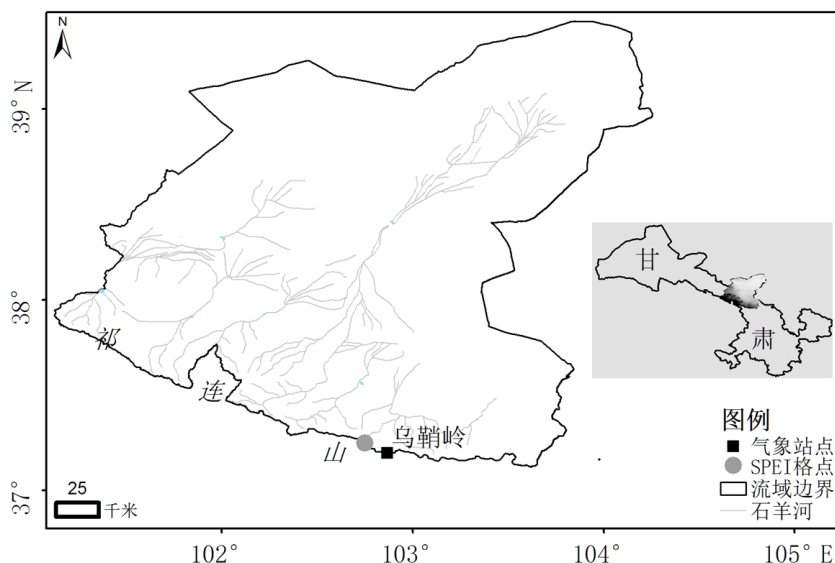 N
39° N
38°
37°
甘
肃
祁
连
山
乌鞘岭
图例
气象站点
SPEI格点
流域边界
石羊河
25
千米
102°
103°
104°
105° E